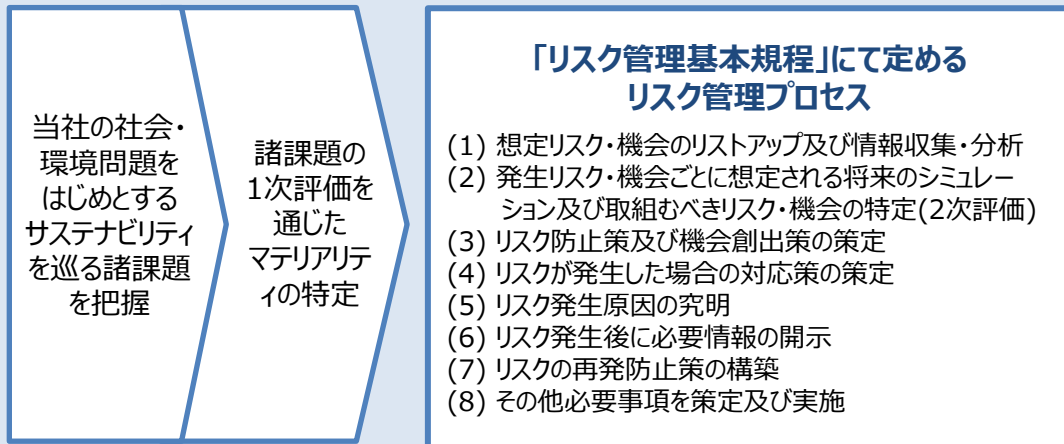 当社の社会・
環境問題を
はじめとする
サステナビリティ
を巡る諸課題
を把握
諸課題の
1次評価を
通じた
マテリアリテ
ィの特定
「リスク管理基本規程」にて定める
リスク管理プロセス
(1) 想定リスク・機会のリストアップ及び情報収集・分析
(2) 発生リスク・機会ごとに想定される将来のシミュレー
ション及び取組むべきリスク・機会の特定(2次評価)
(3) リスク防止策及び機会創出策の策定
(4) リスクが発生した場合の対応策の策定
(5) リスク発生原因の究明
(6) リスク発生後に必要情報の開示
(7) リスクの再発防止策の構築
(8) その他必要事項を策定及び実施